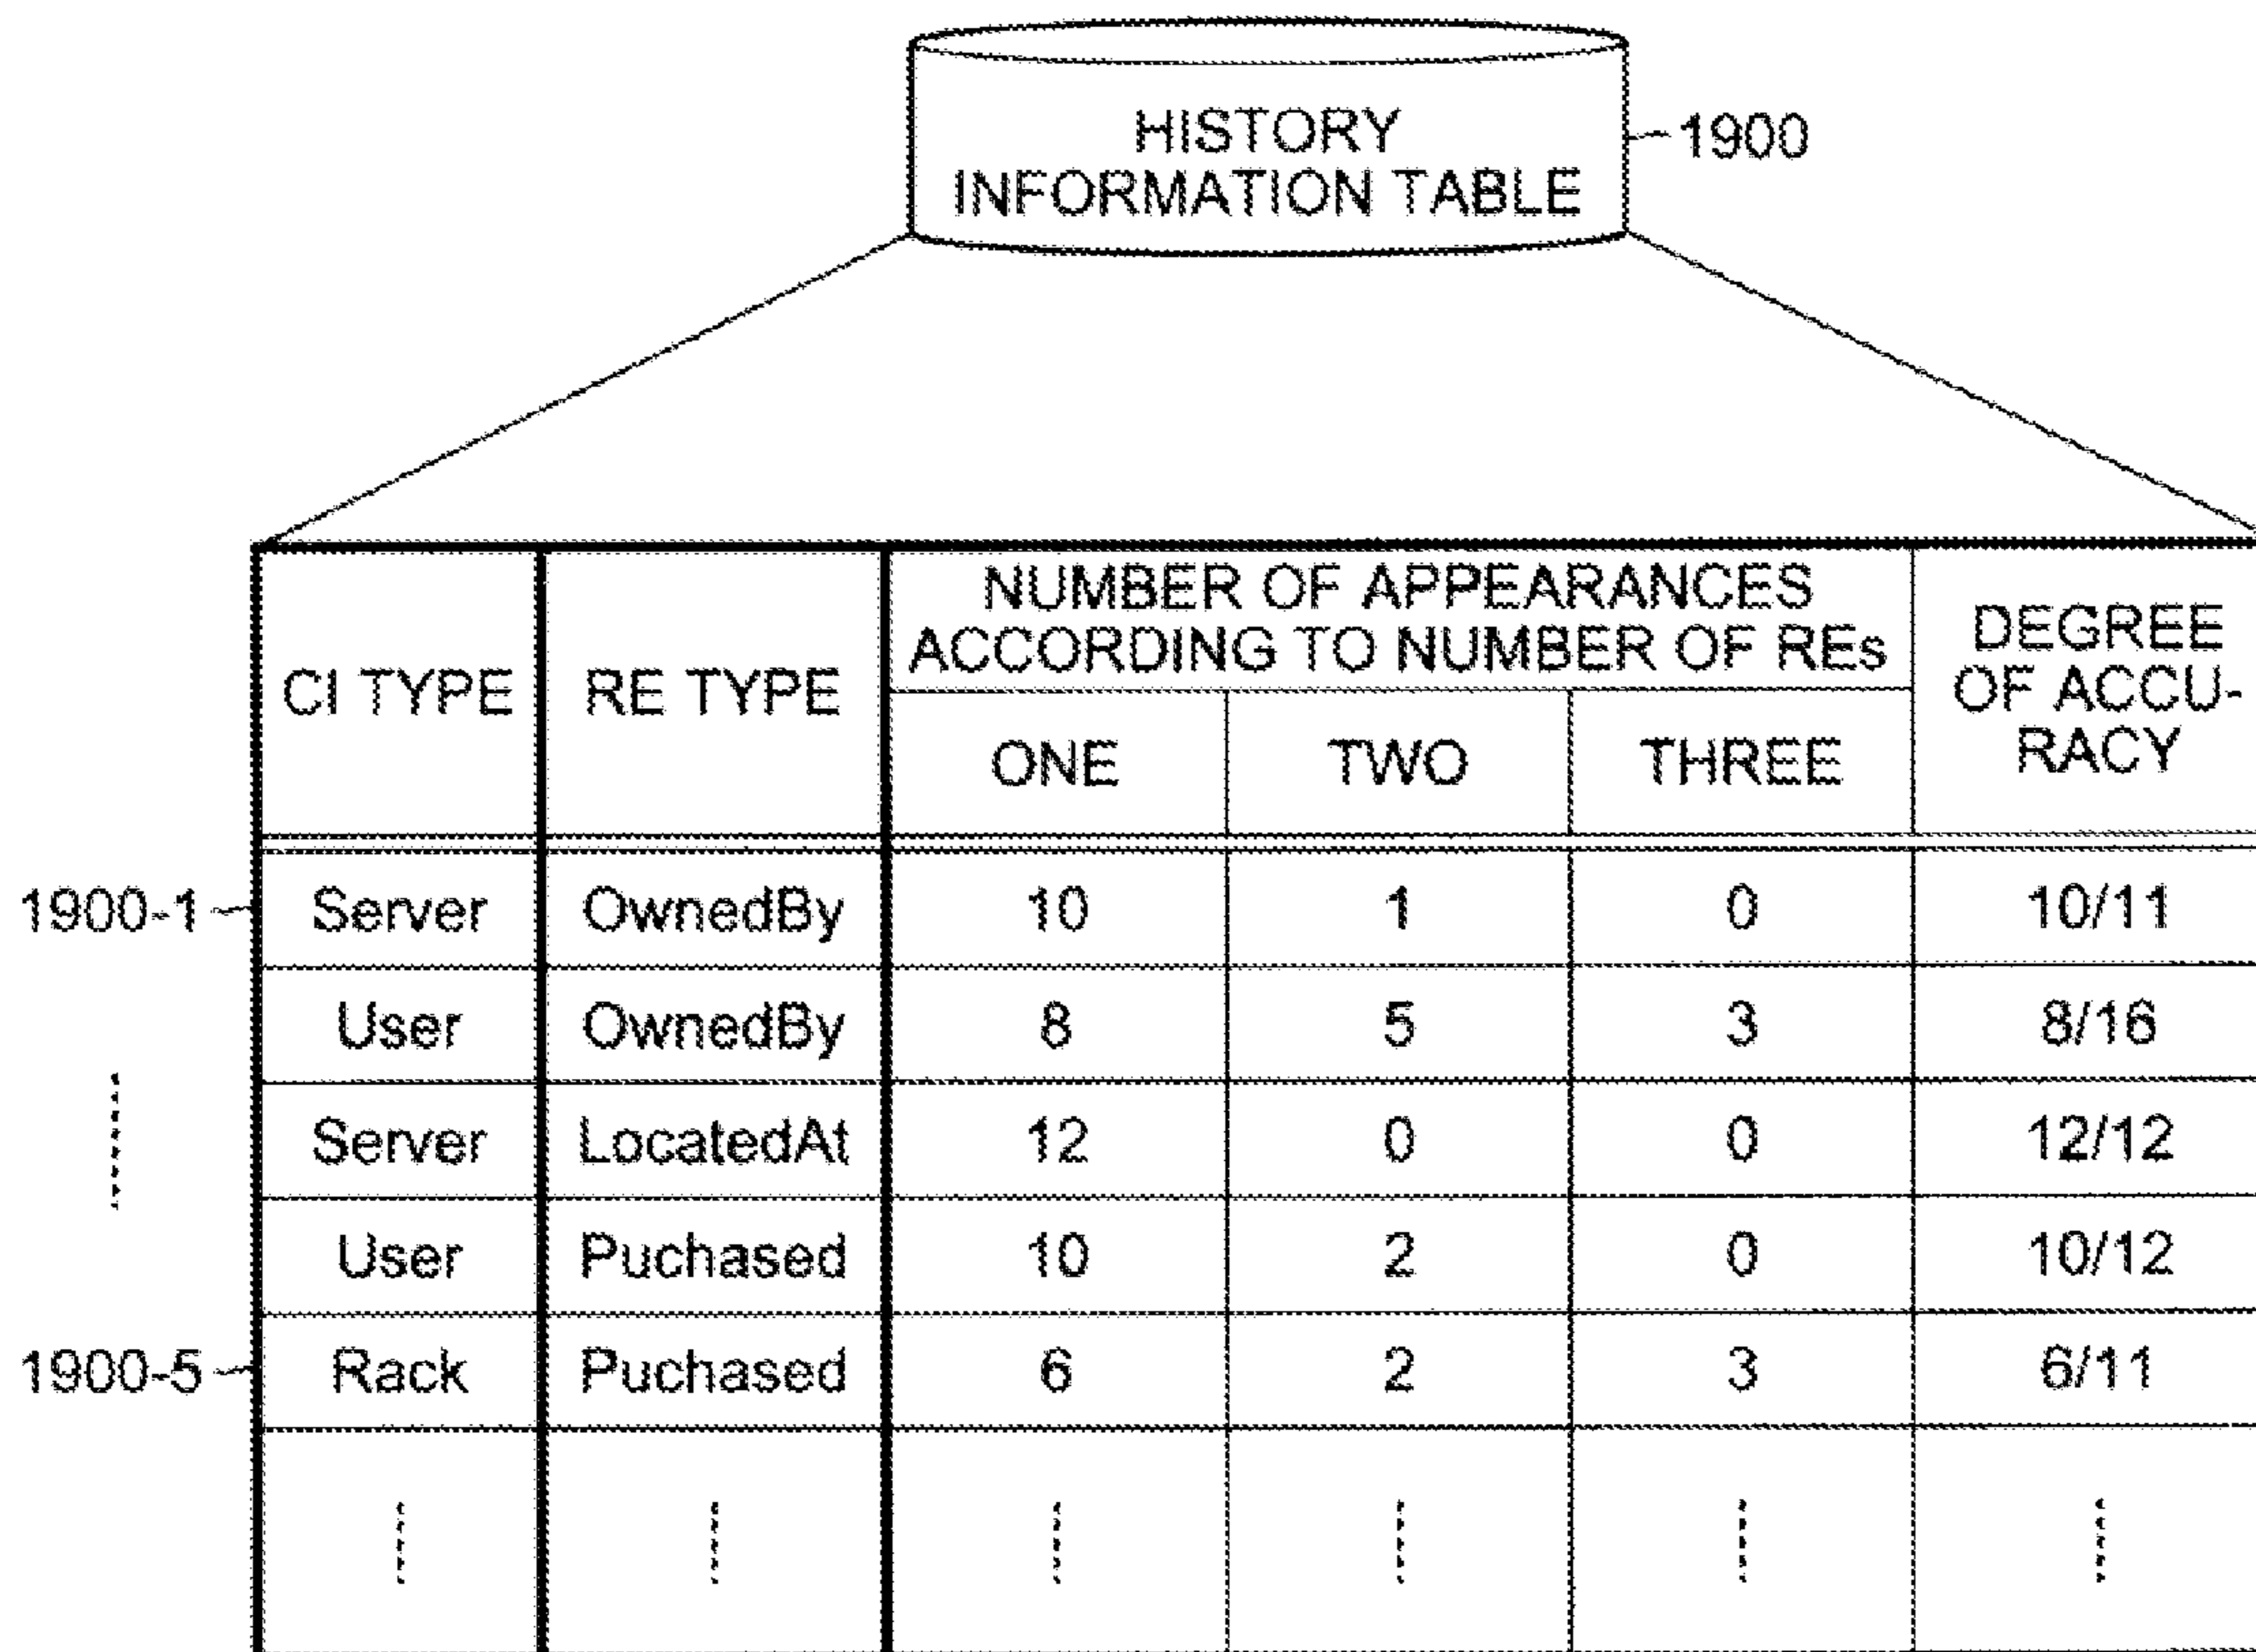 HISTORY
INFORMATION TABLE
1900
CI TYPE
RE TYPE
NUMBER OF APPEARANCES
ACCORDING TO NUMBER OF REs
ONE TWO THREE
DEGREE
OF ACCU-
RACY
1900-1 Server OwnedBy 10 1 0 10/11
User OwnedBy 8 5 3 8/16
Server LocatedAt 12 0 0 12/12
User Puchased 10 2 0 10/12
1900-5 Rack Puchased 6 2 3 6/11